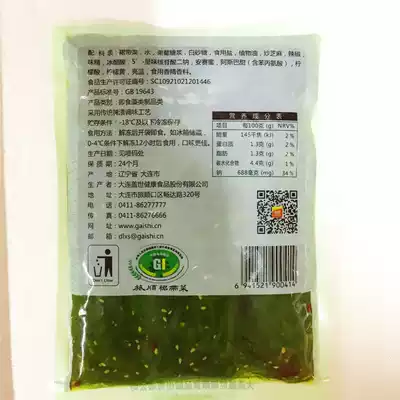 配 料 表：裙带菜、水、果葡糖浆、白砂糖、食用盐、植物油、炒芝麻、辣椒、
味精、冰醋酸、5'-呈味核苷酸二钠、安赛蜜、阿斯巴甜（含苯丙氨酸）、柠
檬酸、柠檬黄、亮蓝、食用香精香料。
食品生产许可证编号：SC10921021201446
产品标准号：GB 19643
产品类别：即食藻类制品类
采用传统腌渍调味工艺
贮存条件：-18℃及以下冷冻保存
食用方法：解冻后开袋即食，如冰箱储藏，
0-4℃条件下解冻12小时后食用，口味更佳。
生产日期：见喷码处
保 质 期：24个月
产 地：辽宁省 大连市
生 产 商：大连盖世健康食品股份有限公司
地 址：大连市旅顺口区畅达路320号
电 话：0411-86277777
传 真：0411-86276666
网 址：www.gaishi.cn
邮 箱：dlxs@gaishi.cn
营 养 成 分 表
项目 每100克 (g) NRV%
能量 145千焦 (kJ) 2%
蛋白质 1.3克 (g) 2%
脂肪 1.3克 (g) 2%
碳水化合物 4.4克 (g) 1%
钠 688毫克 (mg) 34%
6 941521 900414
GI
旅顺裙带菜